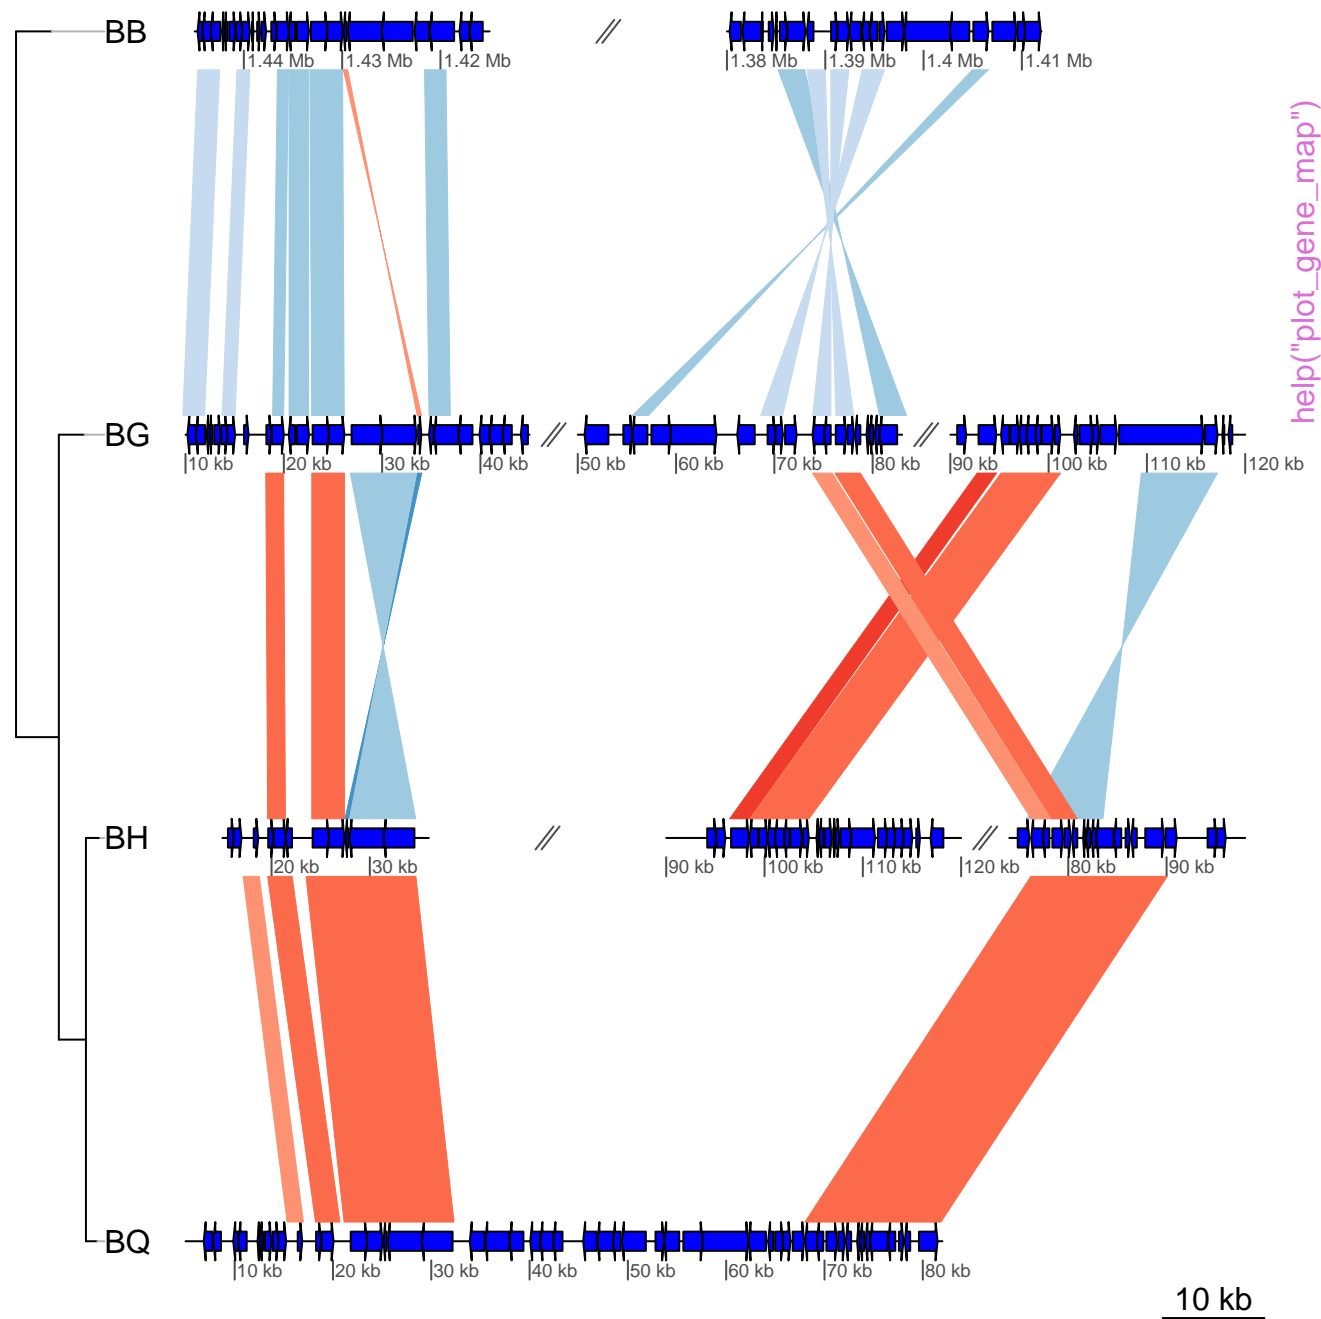 BB
1.44 Mb 1.43 Mb 1.42 Mb 1.38 Mb 1.39 Mb 1.4 Mb 1.41 Mb
help("plot_gene_map")
BG
10 kb 20 kb 30 kb 40 kb 50 kb 60 kb 70 kb 80 kb 90 kb 100 kb 110 kb 120 kb
BH
20 kb 30 kb 90 kb 100 kb 110 kb 120 kb 80 kb 90 kb
BQ
10 kb 20 kb 30 kb 40 kb 50 kb 60 kb 70 kb 80 kb
10 kb